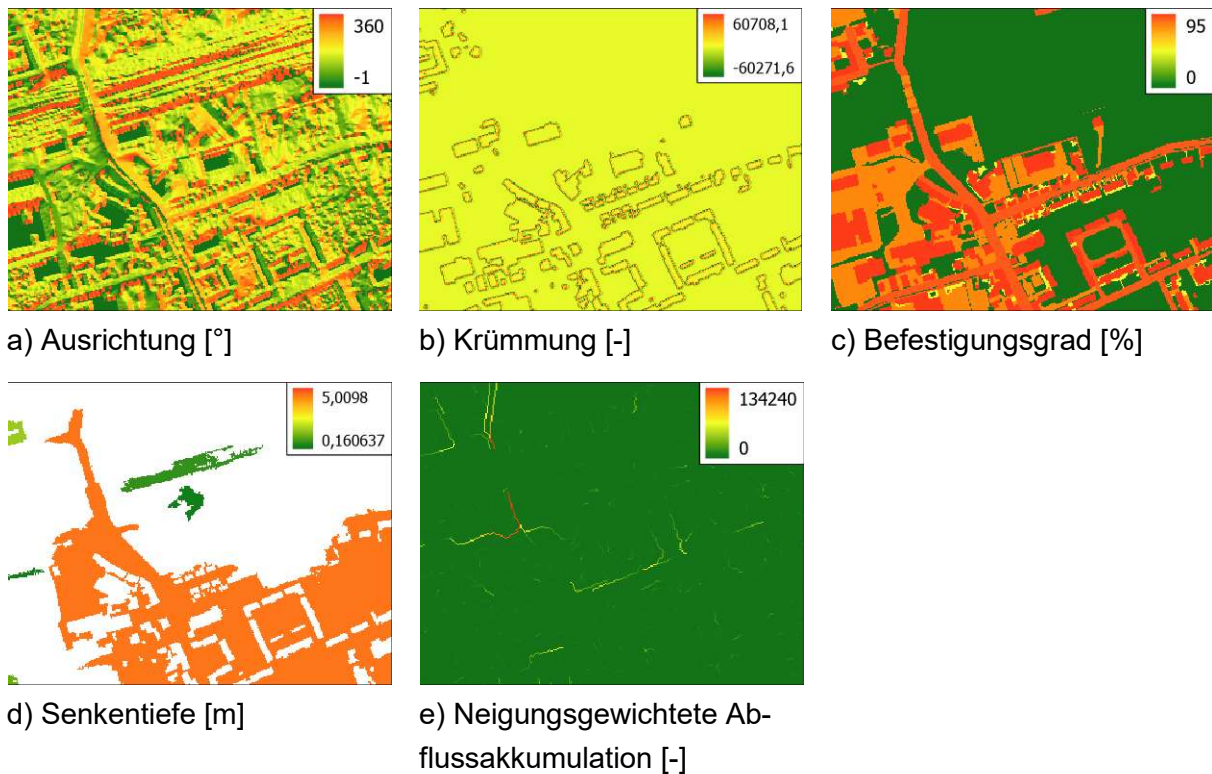 360
-1
60708,1
-60271,6
95
0
a) Ausrichtung [°]
b) Krümmung [-]
c) Befestigungsgrad [%]
5,0098
0,160637
134240
0
d) Senkentiefe [m]
e) Neigungsgewichtete Ab-
flussakkumulation [-]